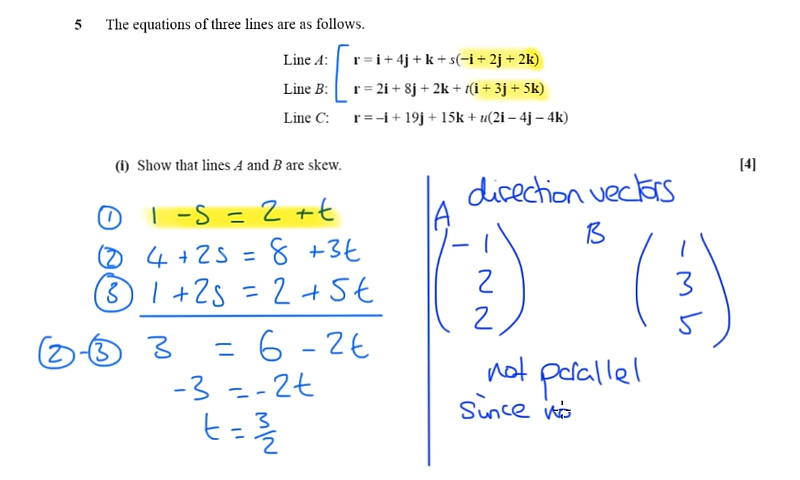 5 The equations of three lines are as follows.
Line A: r = i + 4j + k + s(–i + 2j + 2k)
Line B: r = 2i + 8j + 2k + t(i + 3j + 5k)
Line C: r = –i + 19j + 15k + u(2i – 4j – 4k)
(i) Show that lines A and B are skew. [4]
① 1 - s = 2 + t
② 4 + 2s = 8 + 3t
③ 1 + 2s = 2 + 5t
②-③ 3 = 6 - 2t
-3 = -2t
t = 3/2
direction vectors
A B
-1 1
2 3
2 5
not parallel
since